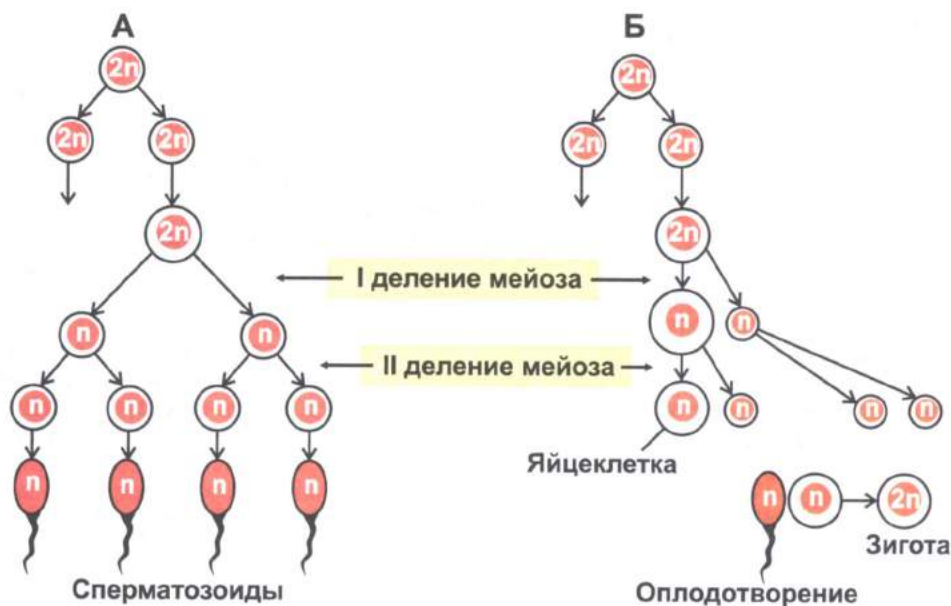 А
Б
2n
2n
2n
2n
2n
2n
2n
2n
I деление мейоза
n
n
n
n
II деление мейоза
n
n
n
n
n
n
n
n
Яйцеклетка
n
n
n
n
n
n
2n
Зигота
Сперматозоиды
Оплодотворение